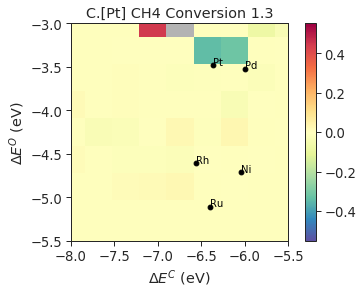 C.[Pt] CH4 Conversion 1.3
−3.0
−3.5
−4.0
−4.5
−5.0
−5.5
ΔE^O (eV)
Pt
Pd
Rh
Ni
Ru
−8.0 −7.5 −7.0 −6.5 −6.0 −5.5
ΔE^C (eV)
0.4
0.2
0.0
−0.2
−0.4